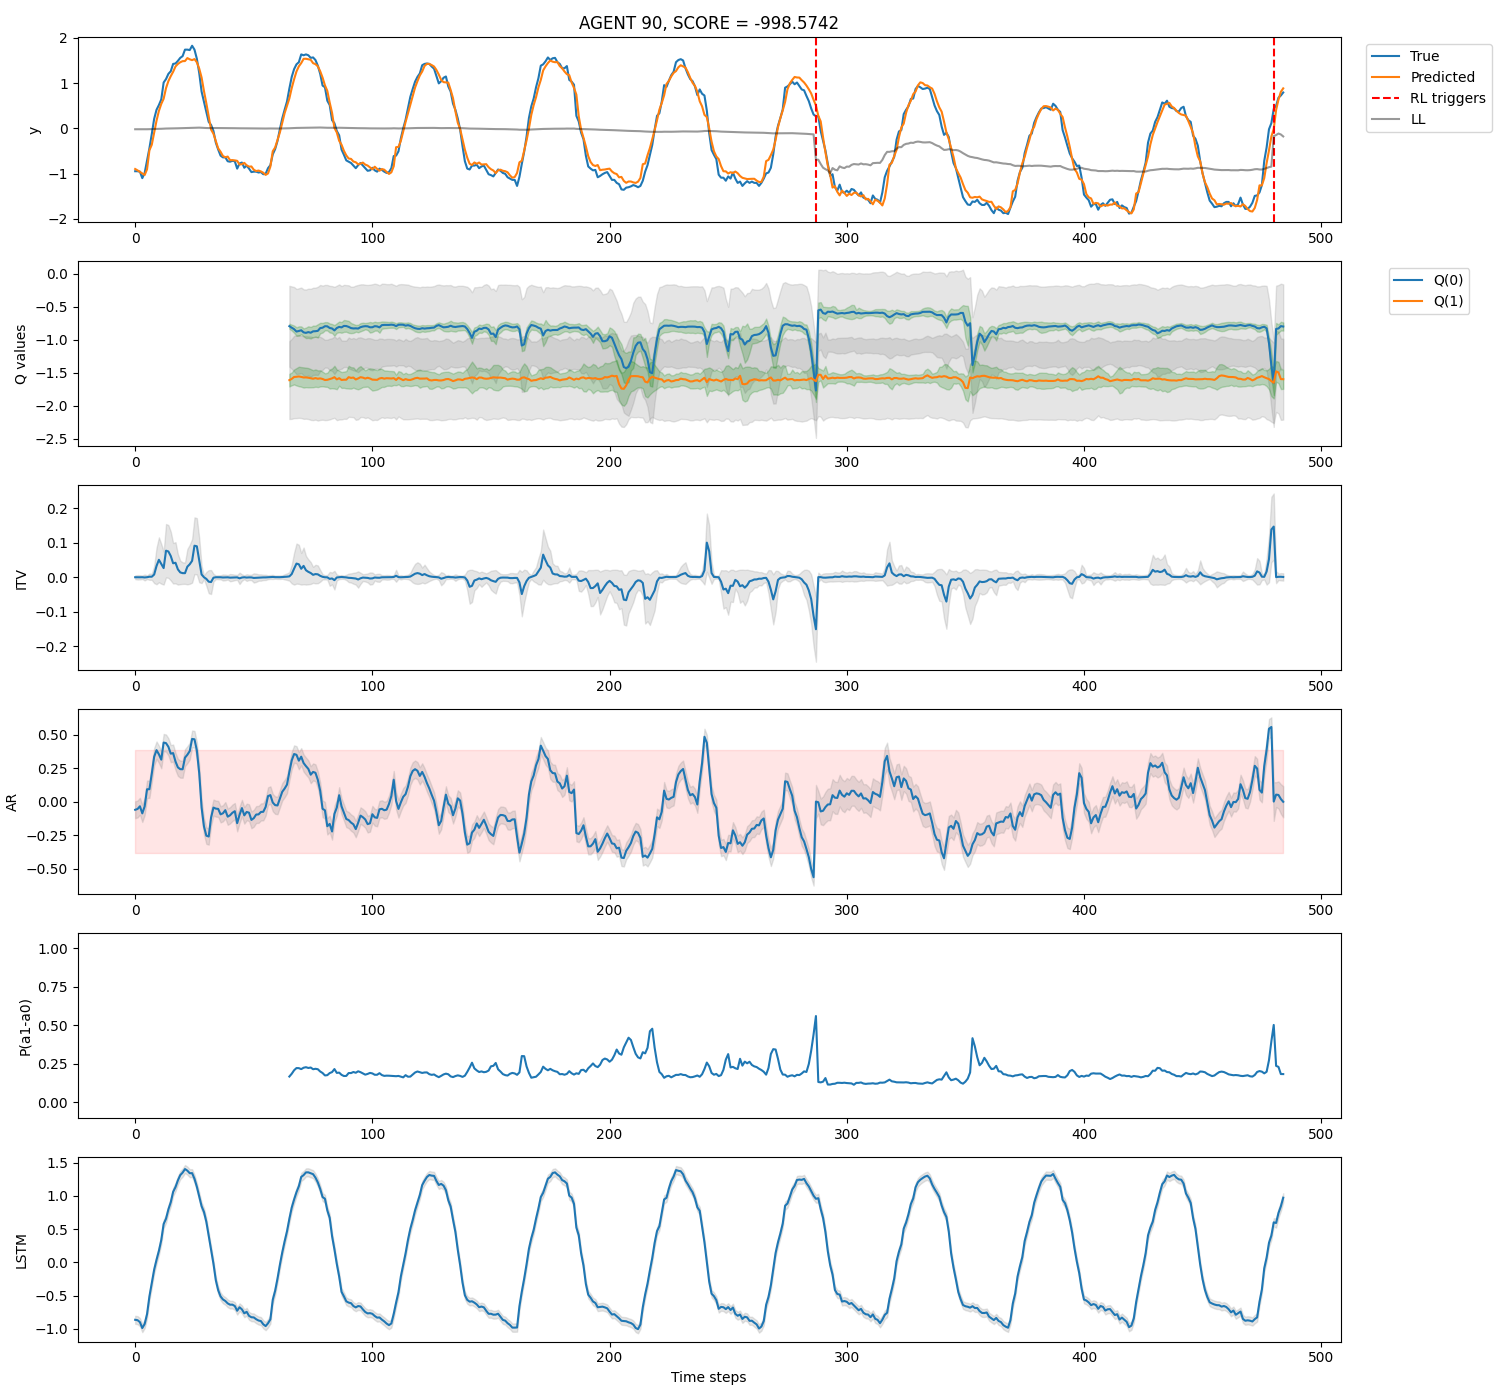 AGENT 90, SCORE = -998.5742
y
2
1
0
−1
−2
0 100 200 300 400 500
True
Predicted
RL triggers
LL
Q values
0.0
−0.5
−1.0
−1.5
−2.0
−2.5
0 100 200 300 400 500
Q(0)
Q(1)
ITV
0.2
0.1
0.0
−0.1
−0.2
0 100 200 300 400 500
AR
0.50
0.25
0.00
−0.25
−0.50
0 100 200 300 400 500
P(a1-a0)
1.00
0.75
0.50
0.25
0.00
0 100 200 300 400 500
LSTM
1.5
1.0
0.5
0.0
−0.5
−1.0
0 100 200 300 400 500
Time steps